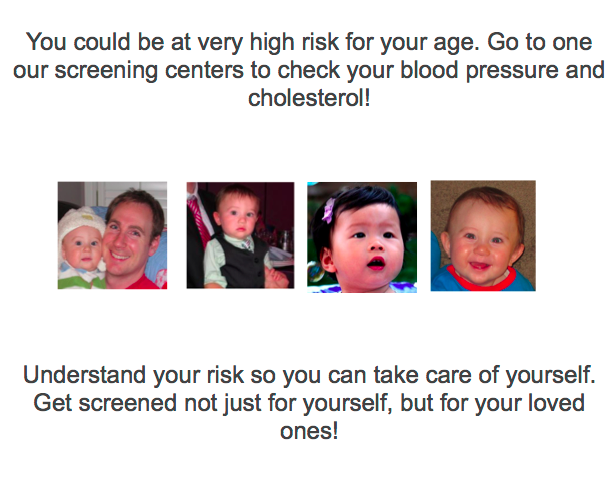 You could be at very high risk for your age. Go to one
our screening centers to check your blood pressure and
cholesterol!
Understand your risk so you can take care of yourself.
Get screened not just for yourself, but for your loved
ones!